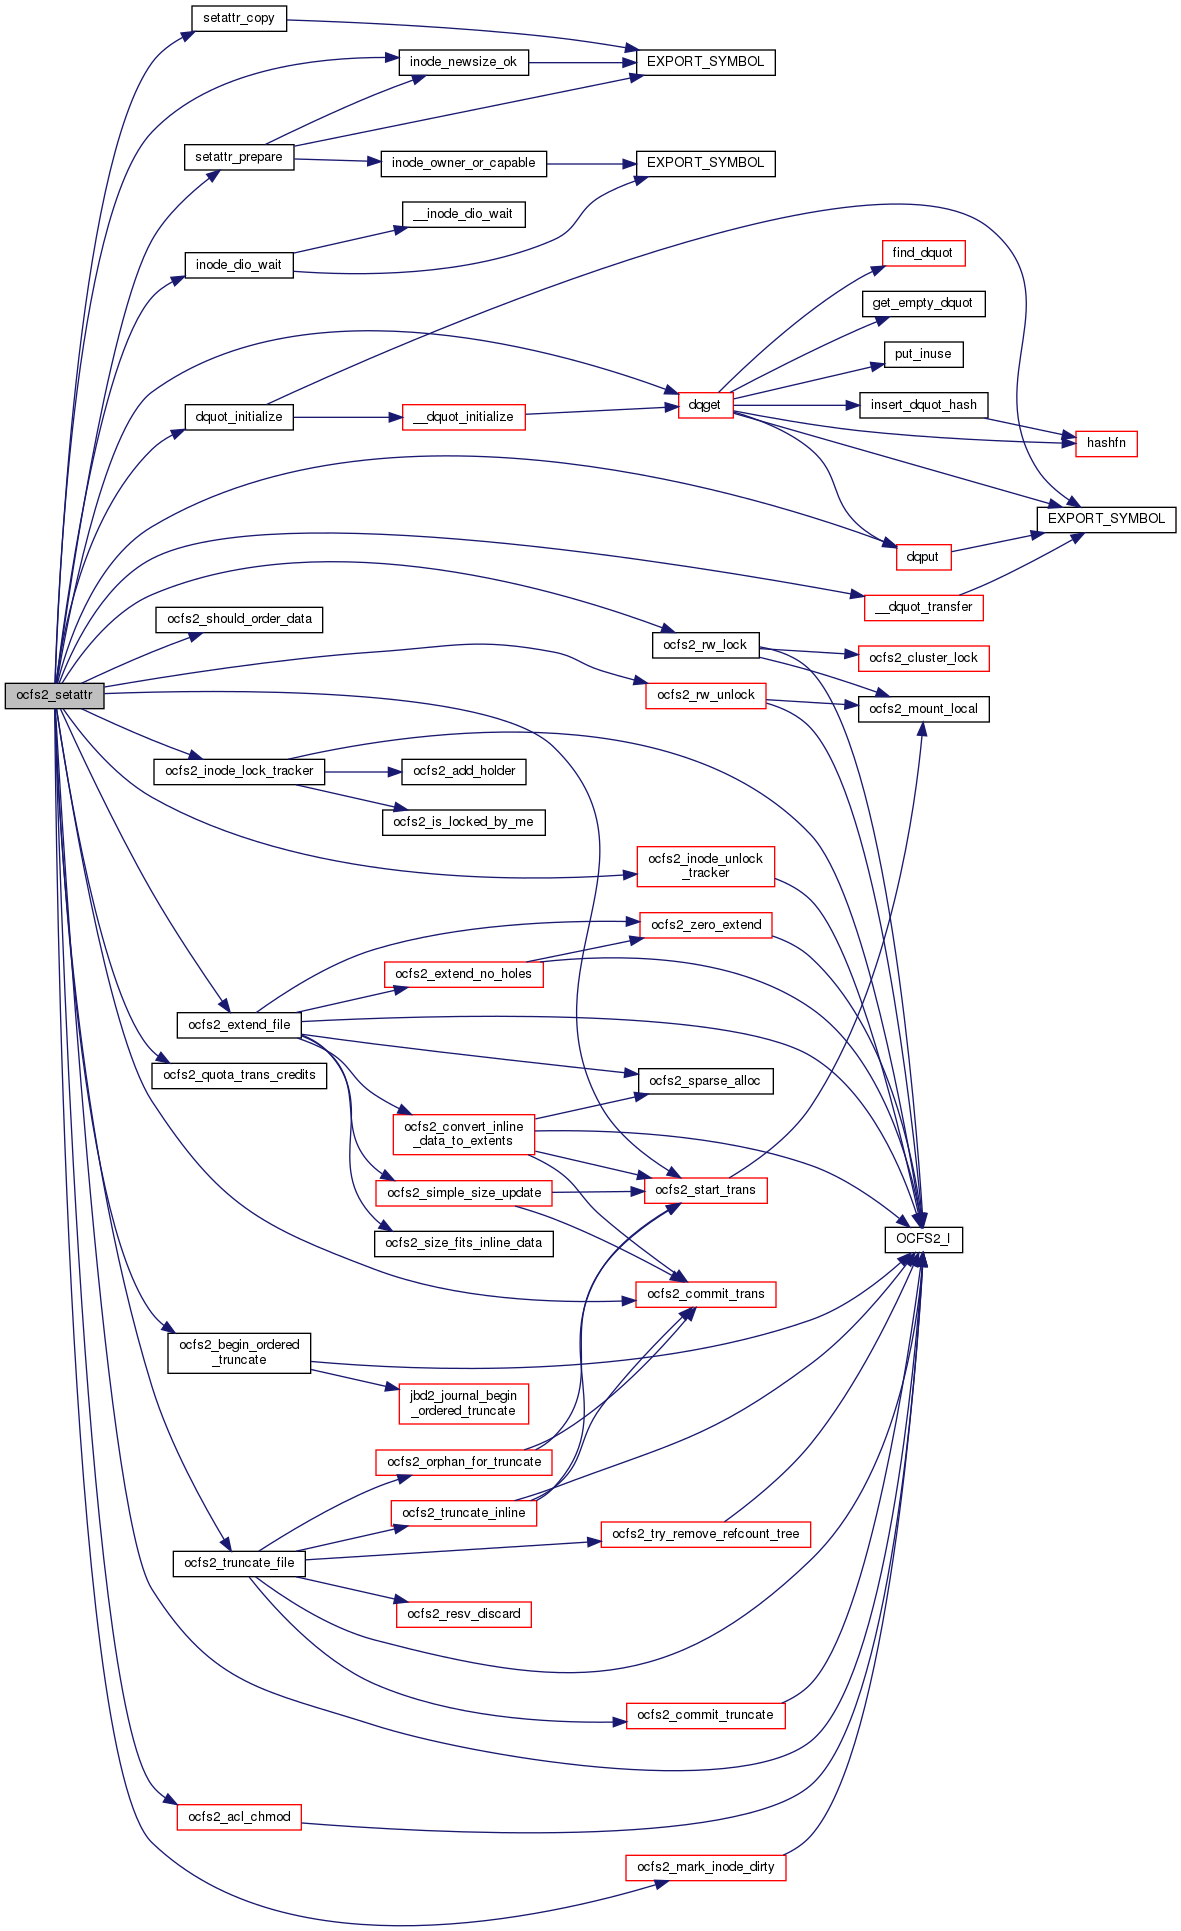 setattr_copy
inode_newsize_ok
EXPORT_SYMBOL
setattr_prepare
inode_owner_or_capable
EXPORT_SYMBOL
__inode_dio_wait
inode_dio_wait
find_dquot
get_empty_dquot
put_inuse
dquot_initialize
__dquot_initialize
dqget
insert_dquot_hash
hashfn
EXPORT_SYMBOL
dqput
__dquot_transfer
ocfs2_should_order_data
ocfs2_rw_lock
ocfs2_cluster_lock
ocfs2_setattr
ocfs2_rw_unlock
ocfs2_mount_local
ocfs2_inode_lock_tracker
ocfs2_add_holder
ocfs2_is_locked_by_me
ocfs2_inode_unlock
_tracker
ocfs2_zero_extend
ocfs2_extend_no_holes
ocfs2_extend_file
ocfs2_quota_trans_credits
ocfs2_sparse_alloc
ocfs2_convert_inline
_data_to_extents
ocfs2_simple_size_update
ocfs2_start_trans
ocfs2_size_fits_inline_data
OCFS2_I
ocfs2_commit_trans
ocfs2_begin_ordered
_truncate
jbd2_journal_begin
_ordered_truncate
ocfs2_orphan_for_truncate
ocfs2_truncate_inline
ocfs2_try_remove_refcount_tree
ocfs2_truncate_file
ocfs2_resv_discard
ocfs2_commit_truncate
ocfs2_acl_chmod
ocfs2_mark_inode_dirty